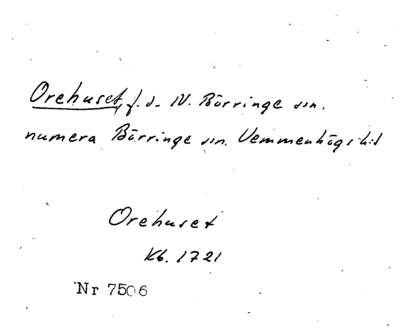 Orehuset, f. d. N. Börringe sn.
numera Börringe sn. Vemmenhögs hd
Orehuset
Kb. 1721
Nr 7506